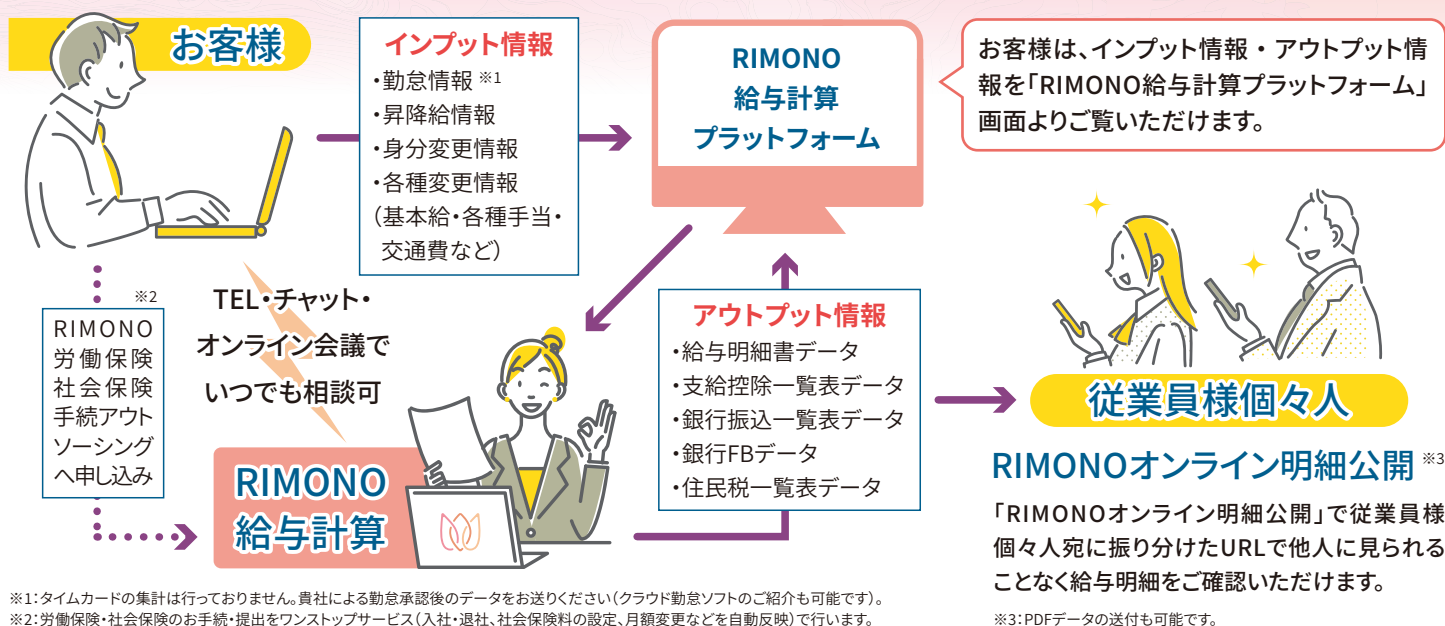 お客様
インプット情報
・勤怠情報 ※1
・昇降給情報
・身分変更情報
・各種変更情報
(基本給・各種手当・
交通費など)
RIMONO
給与計算
プラットフォーム
お客様は、インプット情報・アウトプット情
報を「RIMONO給与計算プラットフォーム」
画面よりご覧いただけます。
※2
RIMONO
労働保険
社会保険
手続アウト
ソーシング
へ申し込み
TEL・チャット・
オンライン会議で
いつでも相談可
RIMONO
給与計算
アウトプット情報
・給与明細書データ
・支給控除一覧表データ
・銀行振込一覧表データ
・銀行FBデータ
・住民税一覧表データ
従業員様個々人
RIMONOオンライン明細公開 ※3
「RIMONOオンライン明細公開」で従業員様
個々人宛に振り分けたURLで他人に見られる
ことなく給与明細をご確認いただけます。
※1:タイムカードの集計は行っておりません。貴社による勤怠承認後のデータをお送りください(クラウド勤怠ソフトのご紹介も可能です)。
※2:労働保険・社会保険のお手続・提出をワンストップサービス(入社・退社、社会保険料の設定、月額変更などを自動反映)で行います。
※3:PDFデータの送付も可能です。